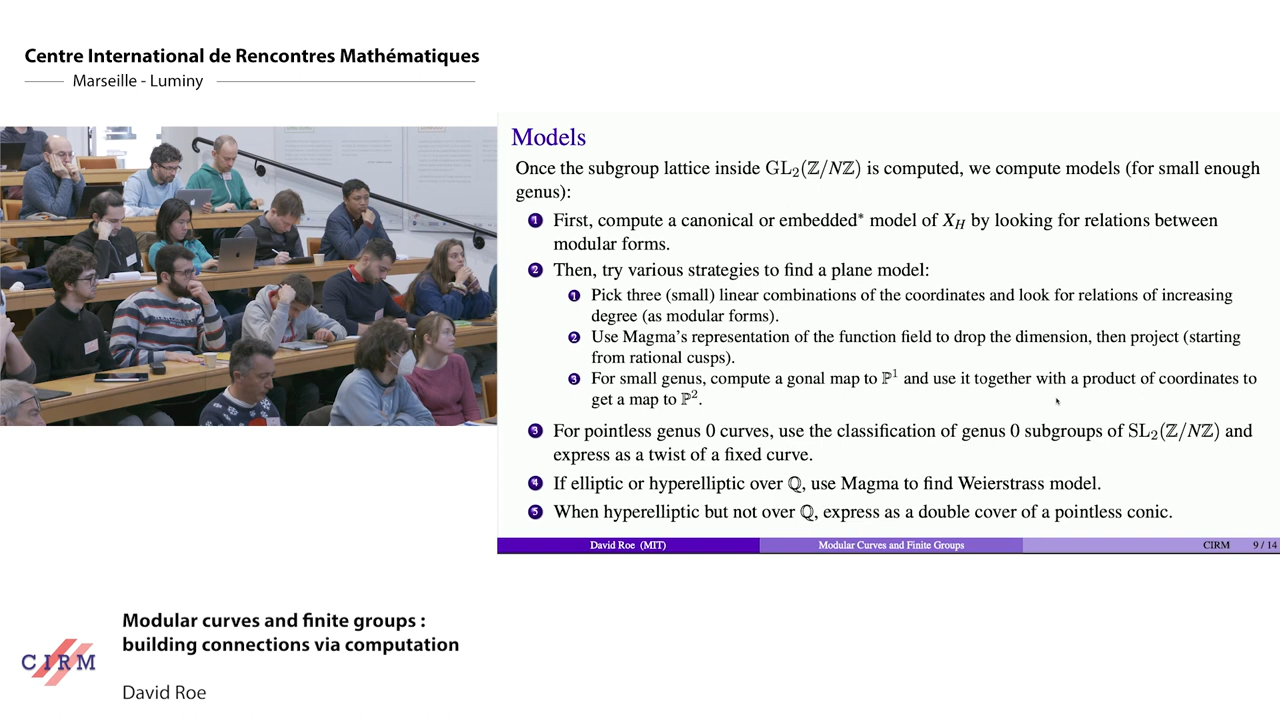 Centre International de Rencontres Mathématiques
Marseille - Luminy
Models
Once the subgroup lattice inside GL₂(ℤ/Nℤ) is computed, we compute models (for small enough
genus):
1 First, compute a canonical or embedded* model of X_H by looking for relations between
modular forms.
2 Then, try various strategies to find a plane model:
1 Pick three (small) linear combinations of the coordinates and look for relations of increasing
degree (as modular forms).
2 Use Magma's representation of the function field to drop the dimension, then project (starting
from rational cusps).
3 For small genus, compute a gonal map to ℙ¹ and use it together with a product of coordinates to
get a map to ℙ².
3 For pointless genus 0 curves, use the classification of genus 0 subgroups of SL₂(ℤ/Nℤ) and
express as a twist of a fixed curve.
4 If elliptic or hyperelliptic over ℚ, use Magma to find Weierstrass model.
5 When hyperelliptic but not over ℚ, express as a double cover of a pointless conic.
David Roe (MIT) Modular Curves and Finite Groups CIRM 9 / 14
Modular curves and finite groups :
building connections via computation
CIRM
David Roe